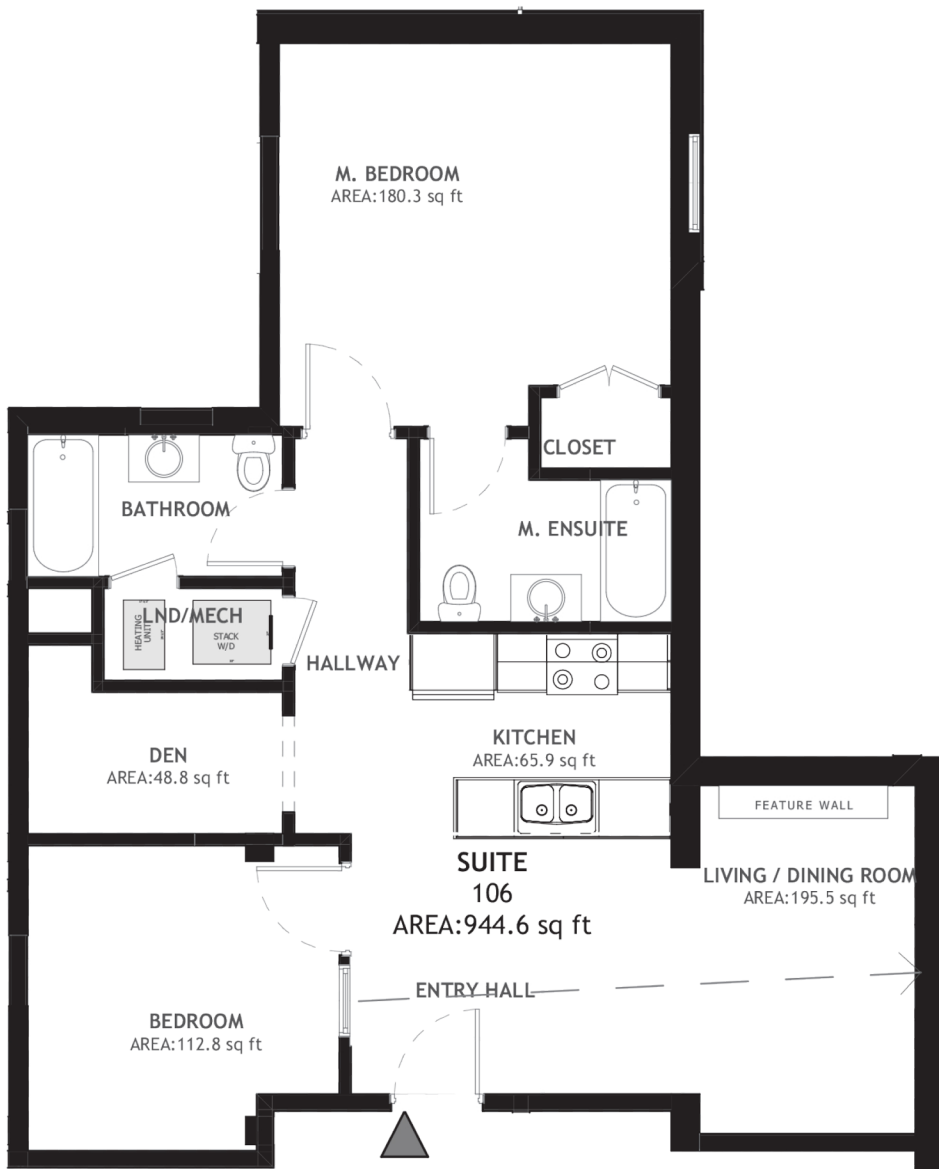 M. BEDROOM
AREA:180.3 sq ft
CLOSET
BATHROOM
M. ENSUITE
LND/MECH
HEATING
UNIT
STACK
W/D
HALLWAY
KITCHEN
AREA:65.9 sq ft
DEN
AREA:48.8 sq ft
FEATURE WALL
SUITE
106
AREA:944.6 sq ft
LIVING / DINING ROOM
AREA:195.5 sq ft
ENTRY HALL
BEDROOM
AREA:112.8 sq ft